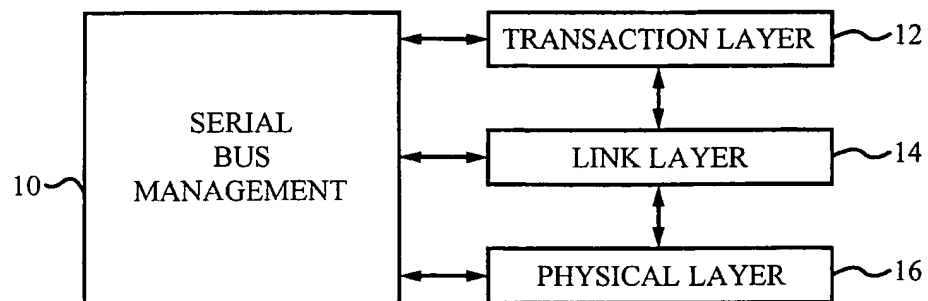 TRANSACTION LAYER
12
SERIAL
BUS
MANAGEMENT
10
LINK LAYER
14
PHYSICAL LAYER
16